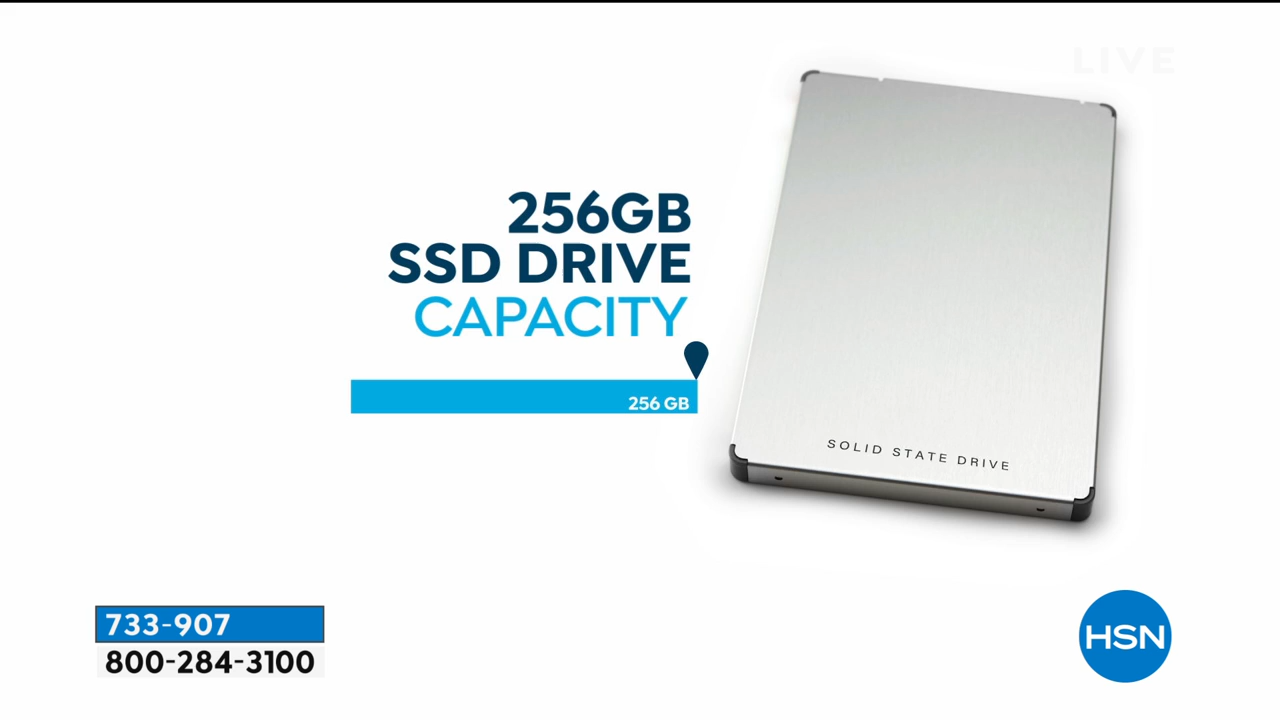 LIVE
256GB
SSD DRIVE
CAPACITY
256 GB
SOLID STATE DRIVE
733-907
800-284-3100
HSN